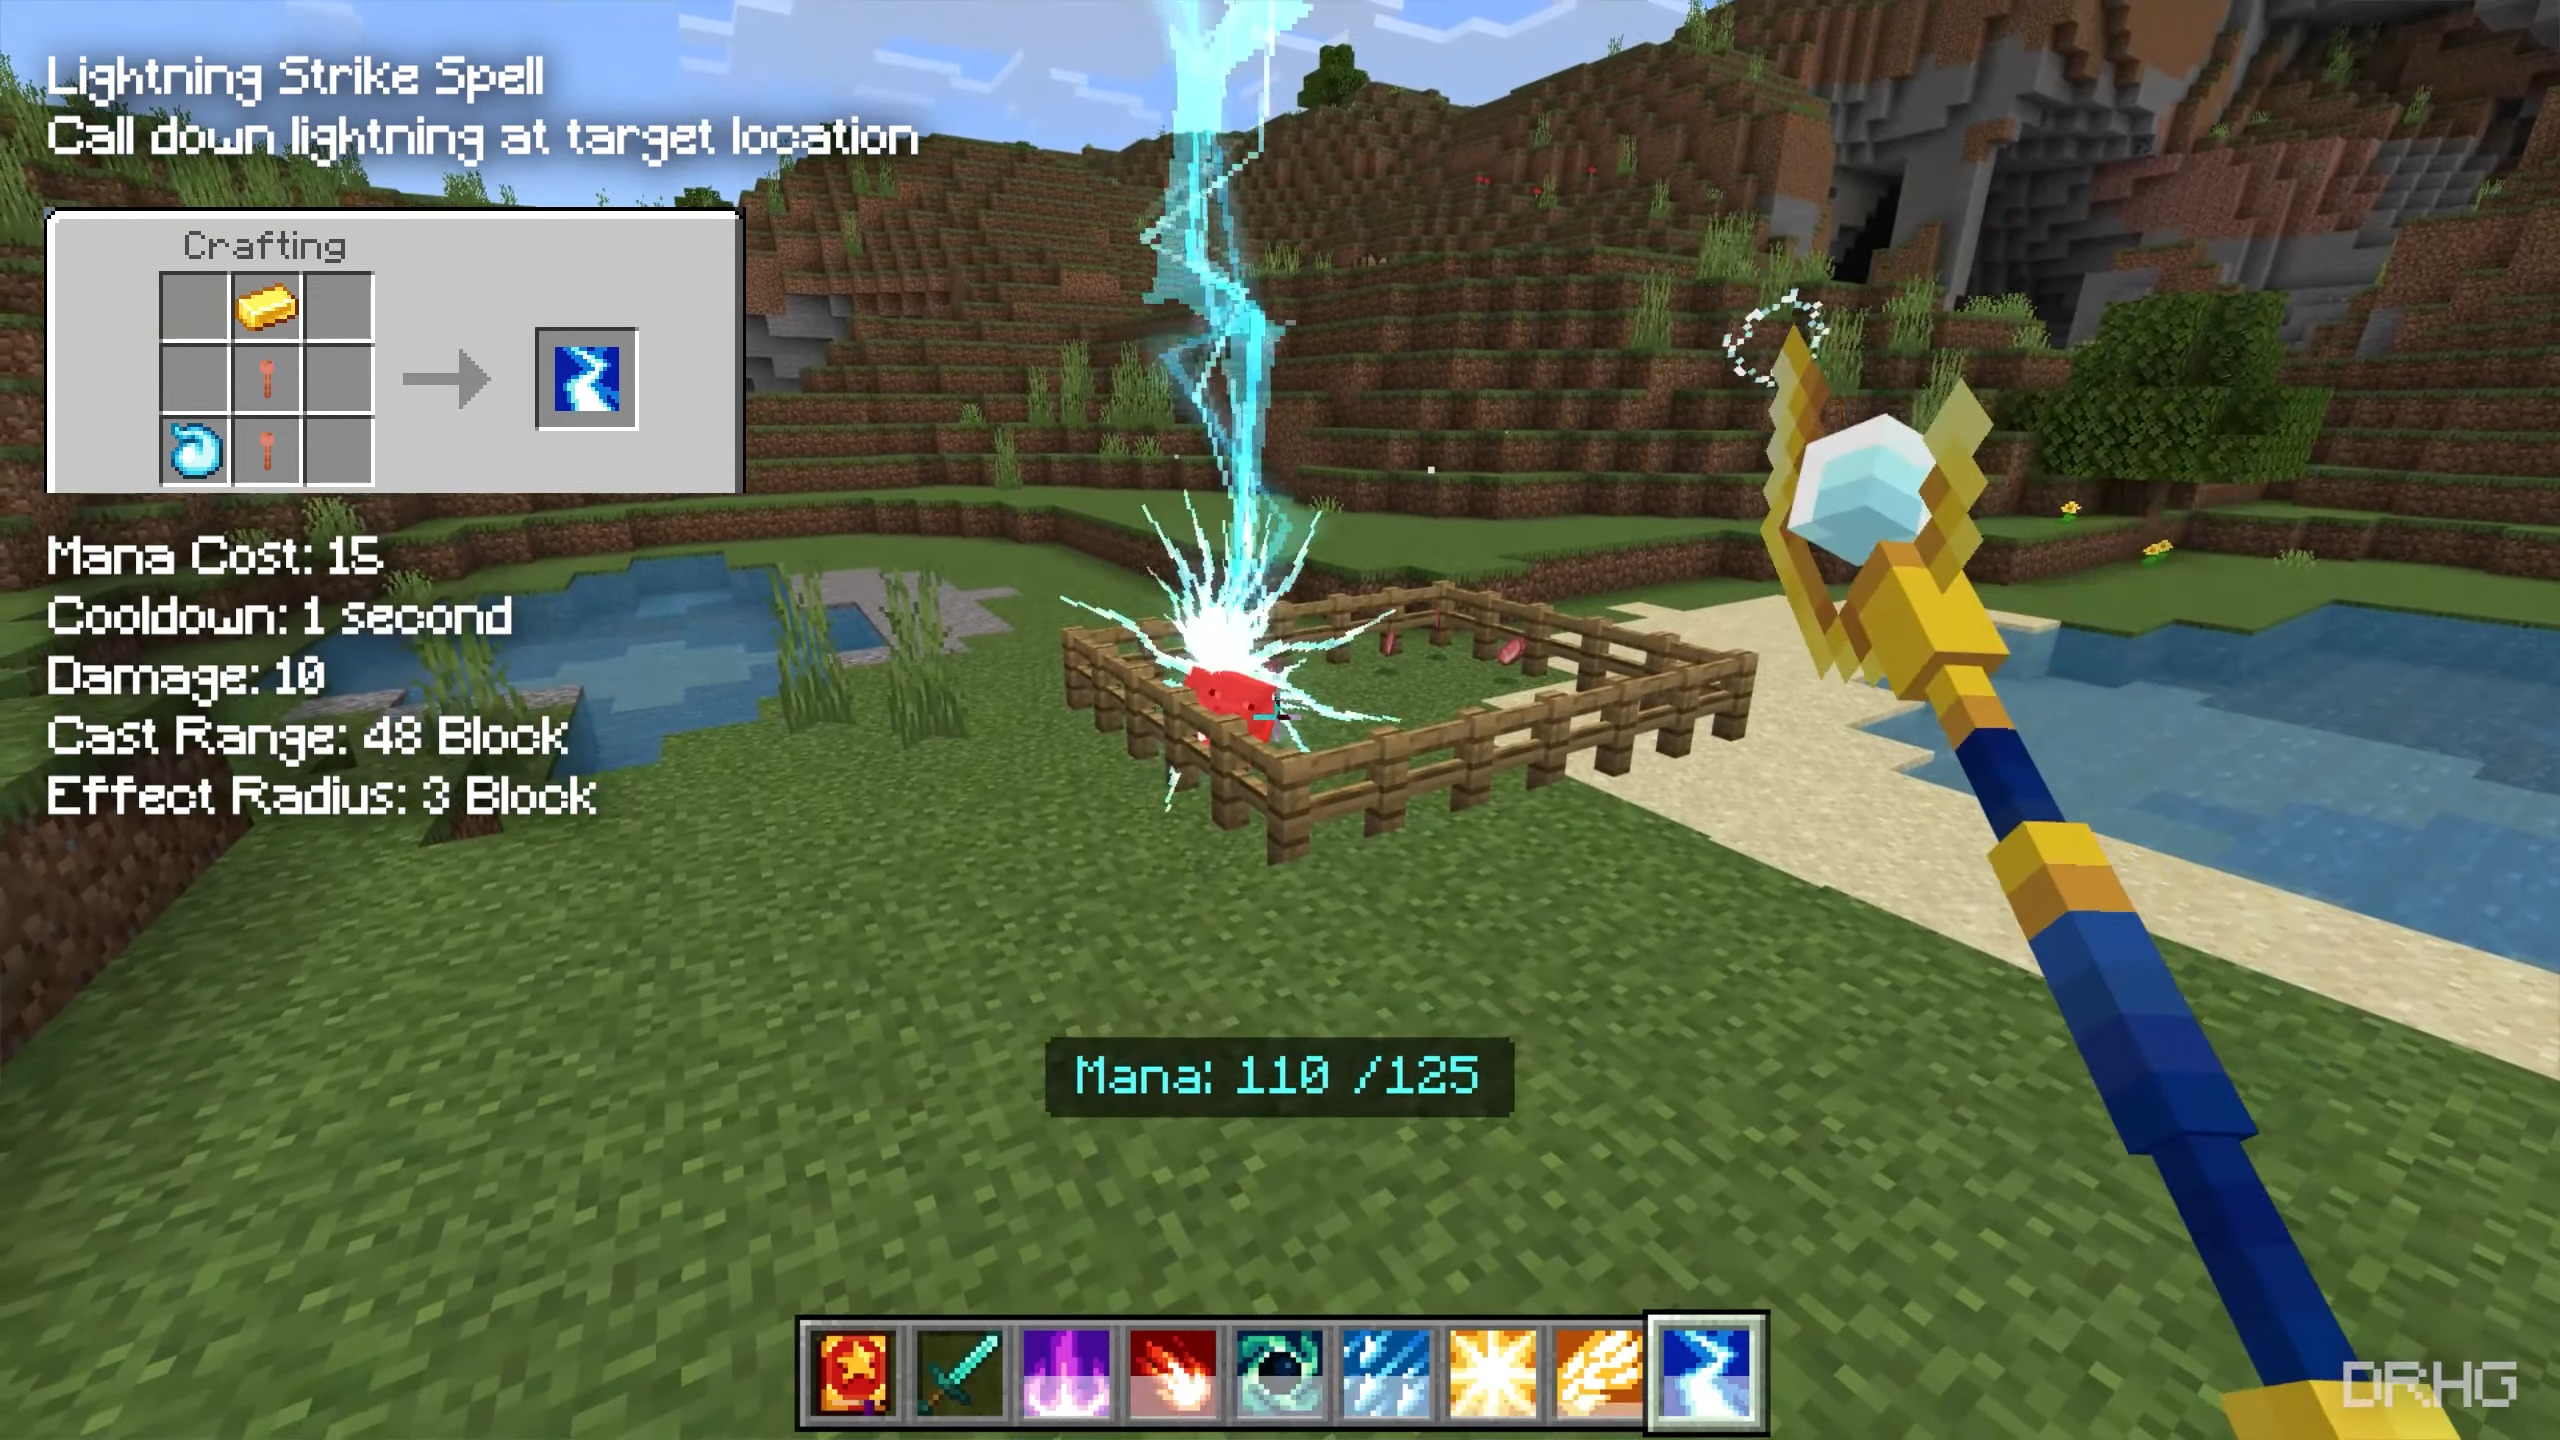 Lightning Strike Spell
Call down lightning at target location
Crafting
Mana Cost: 15
Cooldown: 1 second
Damage: 10
Cast Range: 48 Block
Effect Radius: 3 Block
Mana: 110 /125
DRHG